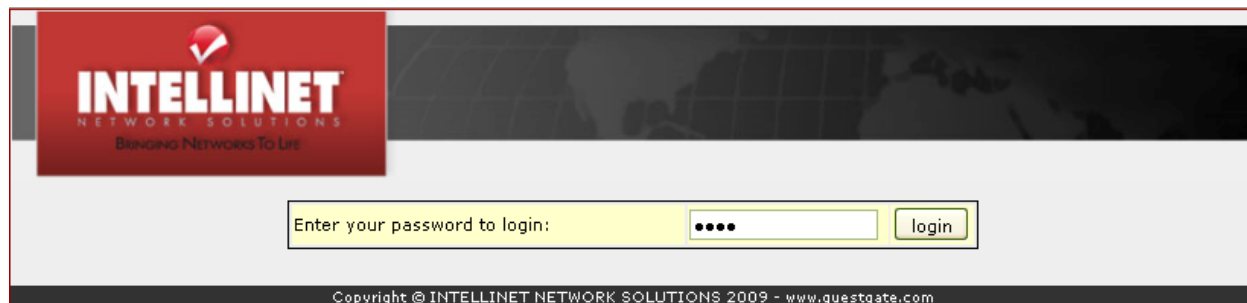 INTELLINET
NETWORK SOLUTIONS
BRINGING NETWORKS TO LIFE
Enter your password to login:
login
Copyright @ INTELLINET NETWORK SOLUTIONS 2009 - www.guestgate.com